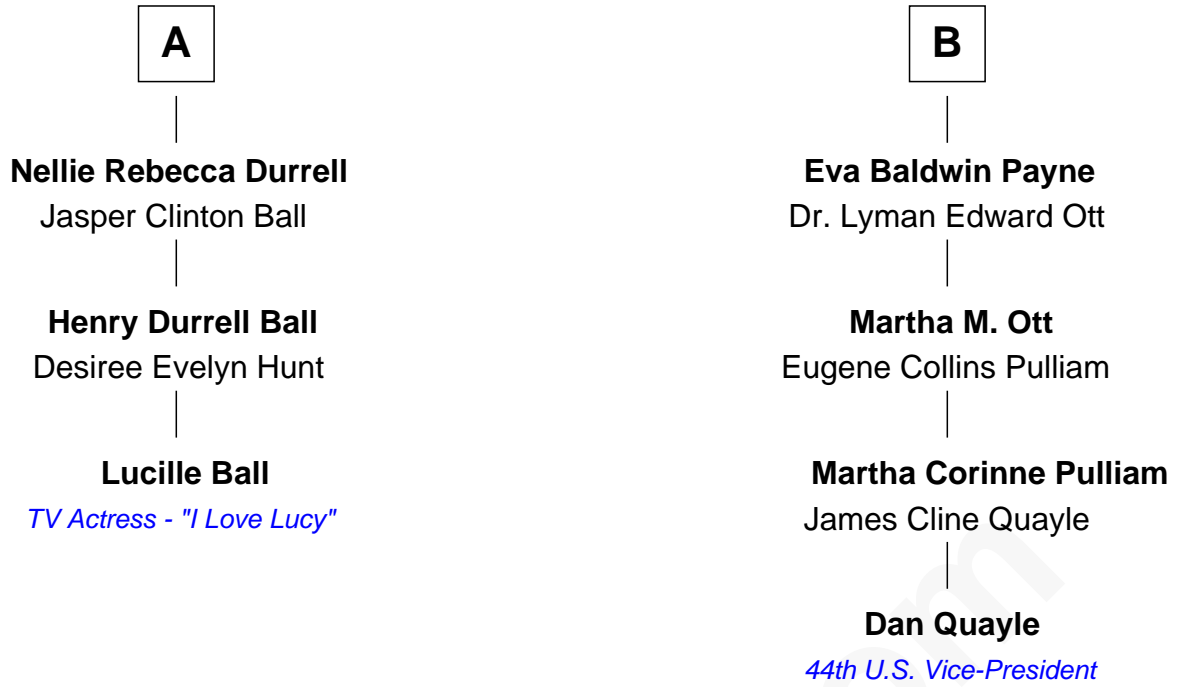 A
Nellie Rebecca Durrell
Jasper Clinton Ball
Henry Durrell Ball
Desiree Evelyn Hunt
Lucille Ball
TV Actress - "I Love Lucy"
B
Eva Baldwin Payne
Dr. Lyman Edward Ott
Martha M. Ott
Eugene Collins Pulliam
Martha Corinne Pulliam
James Cline Quayle
Dan Quayle
44th U.S. Vice-President